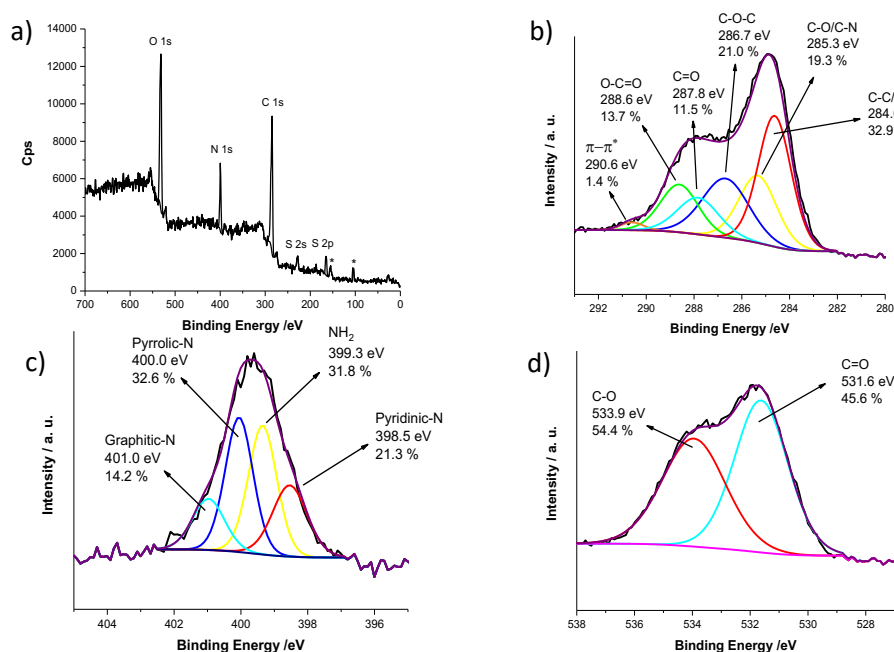 a)
14000
12000
10000
8000
6000
4000
2000
0
Cps
O 1s
N 1s
C 1s
S 2s
S 2p
*
*
700 600 500 400 300 200 100 0
Binding Energy /eV
b)
Intensity / a. u.
π–π*
290.6 eV
1.4 %
O-C=O
288.6 eV
13.7 %
C=O
287.8 eV
11.5 %
C-O-C
286.7 eV
21.0 %
C-O/C-N
285.3 eV
19.3 %
C-C/
284.
32.9
292 290 288 286 284 282 280
Binding Energy /eV
c)
Intensity / a. u.
Graphitic-N
401.0 eV
14.2 %
Pyrrolic-N
400.0 eV
32.6 %
NH₂
399.3 eV
31.8 %
Pyridinic-N
398.5 eV
21.3 %
404 402 400 398 396
Binding Energy /eV
d)
Intensity / a. u.
C-O
533.9 eV
54.4 %
C=O
531.6 eV
45.6 %
538 536 534 532 530 528
Binding Energy /eV